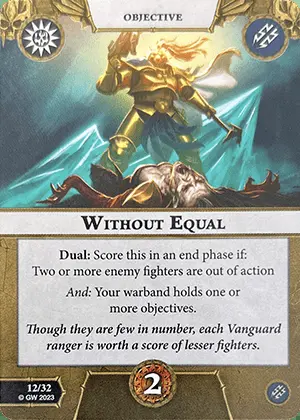 OBJECTIVE
WITHOUT EQUAL
Dual: Score this in an end phase if:
Two or more enemy fighters are out of action
And: Your warband holds one or
more objectives.
Though they are few in number, each Vanguard
ranger is worth a score of lesser fighters.
12/32
© GW 2023
2